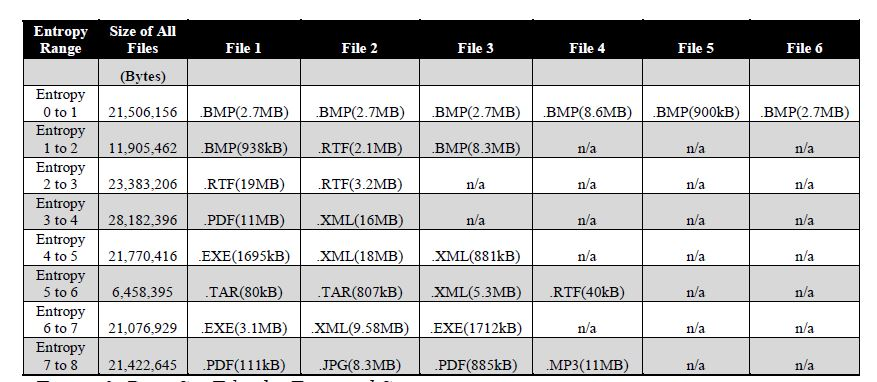 Entropy Range Size of All Files File 1 File 2 File 3 File 4 File 5 File 6
(Bytes)
Entropy 0 to 1 21,506,156 .BMP(2.7MB) .BMP(2.7MB) .BMP(2.7MB) .BMP(8.6MB) .BMP(900kB) .BMP(2.7MB)
Entropy 1 to 2 11,905,462 .BMP(938kB) .RTF(2.1MB) .BMP(8.3MB) n/a n/a n/a
Entropy 2 to 3 23,383,206 .RTF(19MB) .RTF(3.2MB) n/a n/a n/a n/a
Entropy 3 to 4 28,182,396 .PDF(11MB) .XML(16MB) n/a n/a n/a n/a
Entropy 4 to 5 21,770,416 .EXE(1695kB) .XML(18MB) .XML(881kB) n/a n/a n/a
Entropy 5 to 6 6,458,395 .TAR(80kB) .TAR(807kB) .XML(5.3MB) .RTF(40kB) n/a n/a
Entropy 6 to 7 21,076,929 .EXE(3.1MB) .XML(9.58MB) .EXE(1712kB) n/a n/a n/a
Entropy 7 to 8 21,422,645 .PDF(111kB) .JPG(8.3MB) .PDF(885kB) .MP3(11MB) n/a n/a